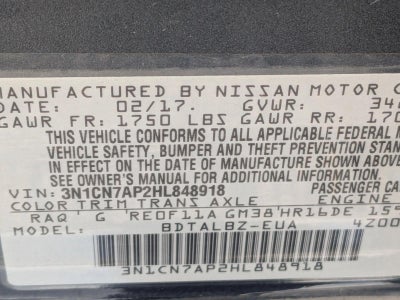 MANUFACTURED BY NISSAN MOTOR C
DATE: 02/17. GVWR: 34
GAWR FR: 1750 LBS GAWR RR: 170
THIS VEHICLE CONFORMS TO ALL APPLICABLE FEDERAL M
VEHICLE SAFETY, BUMPER AND THEFT PREVENTION STAN
IN EFFECT ON THE DATE OF MANUFACTURE SHOWN ABOVE.
SEE OWNER'S MANUAL FOR ADDITIONAL INFORMATION.
VIN: 3N1CN7AP2HL848918 PASSENGER CAR
COLOR TRIM TRANS AXLE ENGINE
RAQ' G 'RE0F11A GM38'HR16DE 159
MODEL: BDTALBZ-EUA 4Z00
3N1CN7AP2HL848918